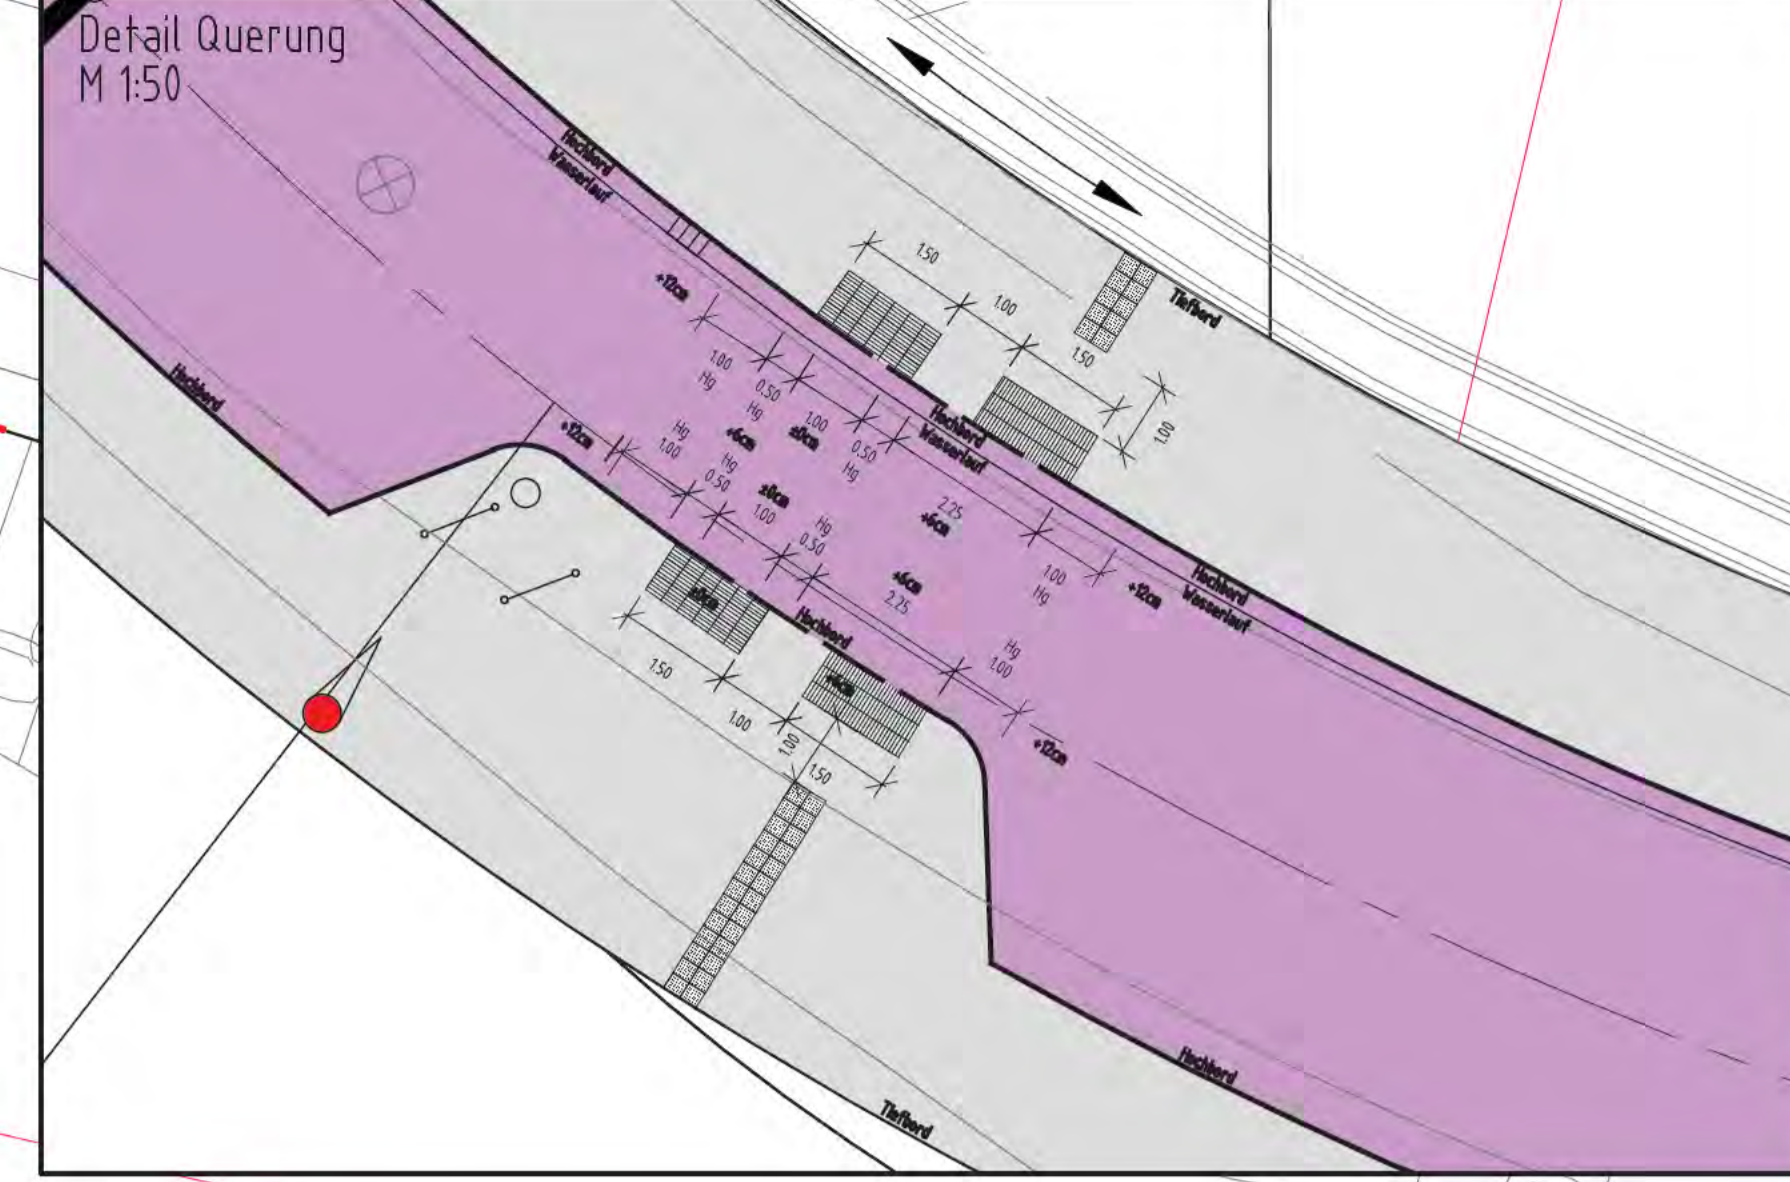 Detail Querung
M 1:50
Hochbord
Wasserlauf
1.50
1.00
1.50
1.00
Tiefbord
+12cm
1.00
Hg
0.50
Hg
1.00
0.50
Hg
2.25
1.00
Hg
+6cm
±0cm
+6cm
+12cm
Hochbord
Wasserlauf
Hochbord
Wasserlauf
Hochbord
+12cm
Hg
1.00
Hg
0.50
±0cm
1.00
Hg
0.50
+6cm
2.25
Hg
1.00
+12cm
±0cm
Hochbord
+6cm
1.50
1.00
1.00
1.50
Hochbord
Tiefbord